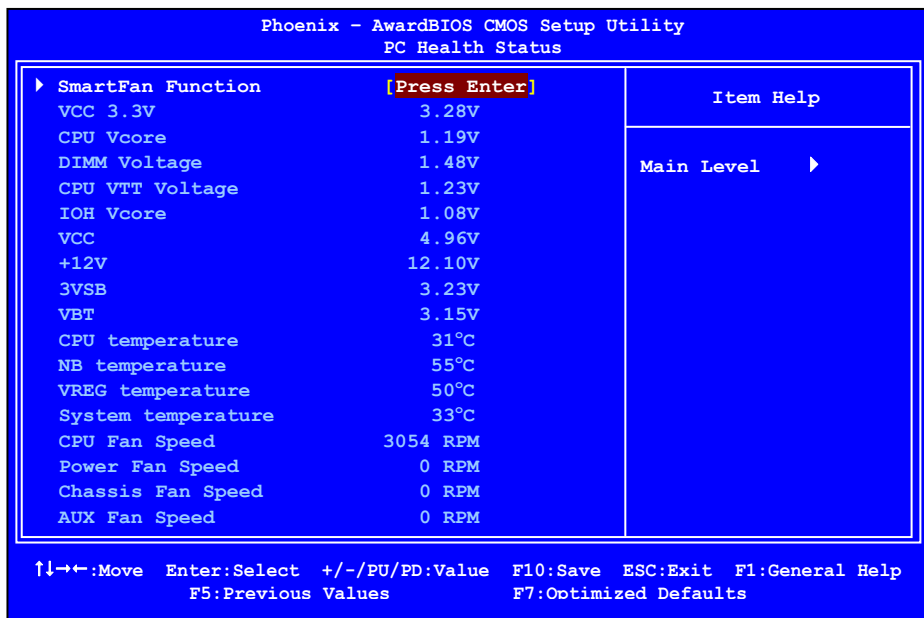 Phoenix – AwardBIOS CMOS Setup Utility
PC Health Status
SmartFan Function [Press Enter]
VCC 3.3V 3.28V
CPU Vcore 1.19V
DIMM Voltage 1.48V
CPU VTT Voltage 1.23V
IOH Vcore 1.08V
VCC 4.96V
+12V 12.10V
3VSB 3.23V
VBT 3.15V
CPU temperature 31°C
NB temperature 55°C
VREG temperature 50°C
System temperature 33°C
CPU Fan Speed 3054 RPM
Power Fan Speed 0 RPM
Chassis Fan Speed 0 RPM
AUX Fan Speed 0 RPM
Item Help
Main Level
↑↓→←:Move Enter:Select +/-/PU/PD:Value F10:Save ESC:Exit F1:General Help
F5:Previous Values F7:Optimized Defaults